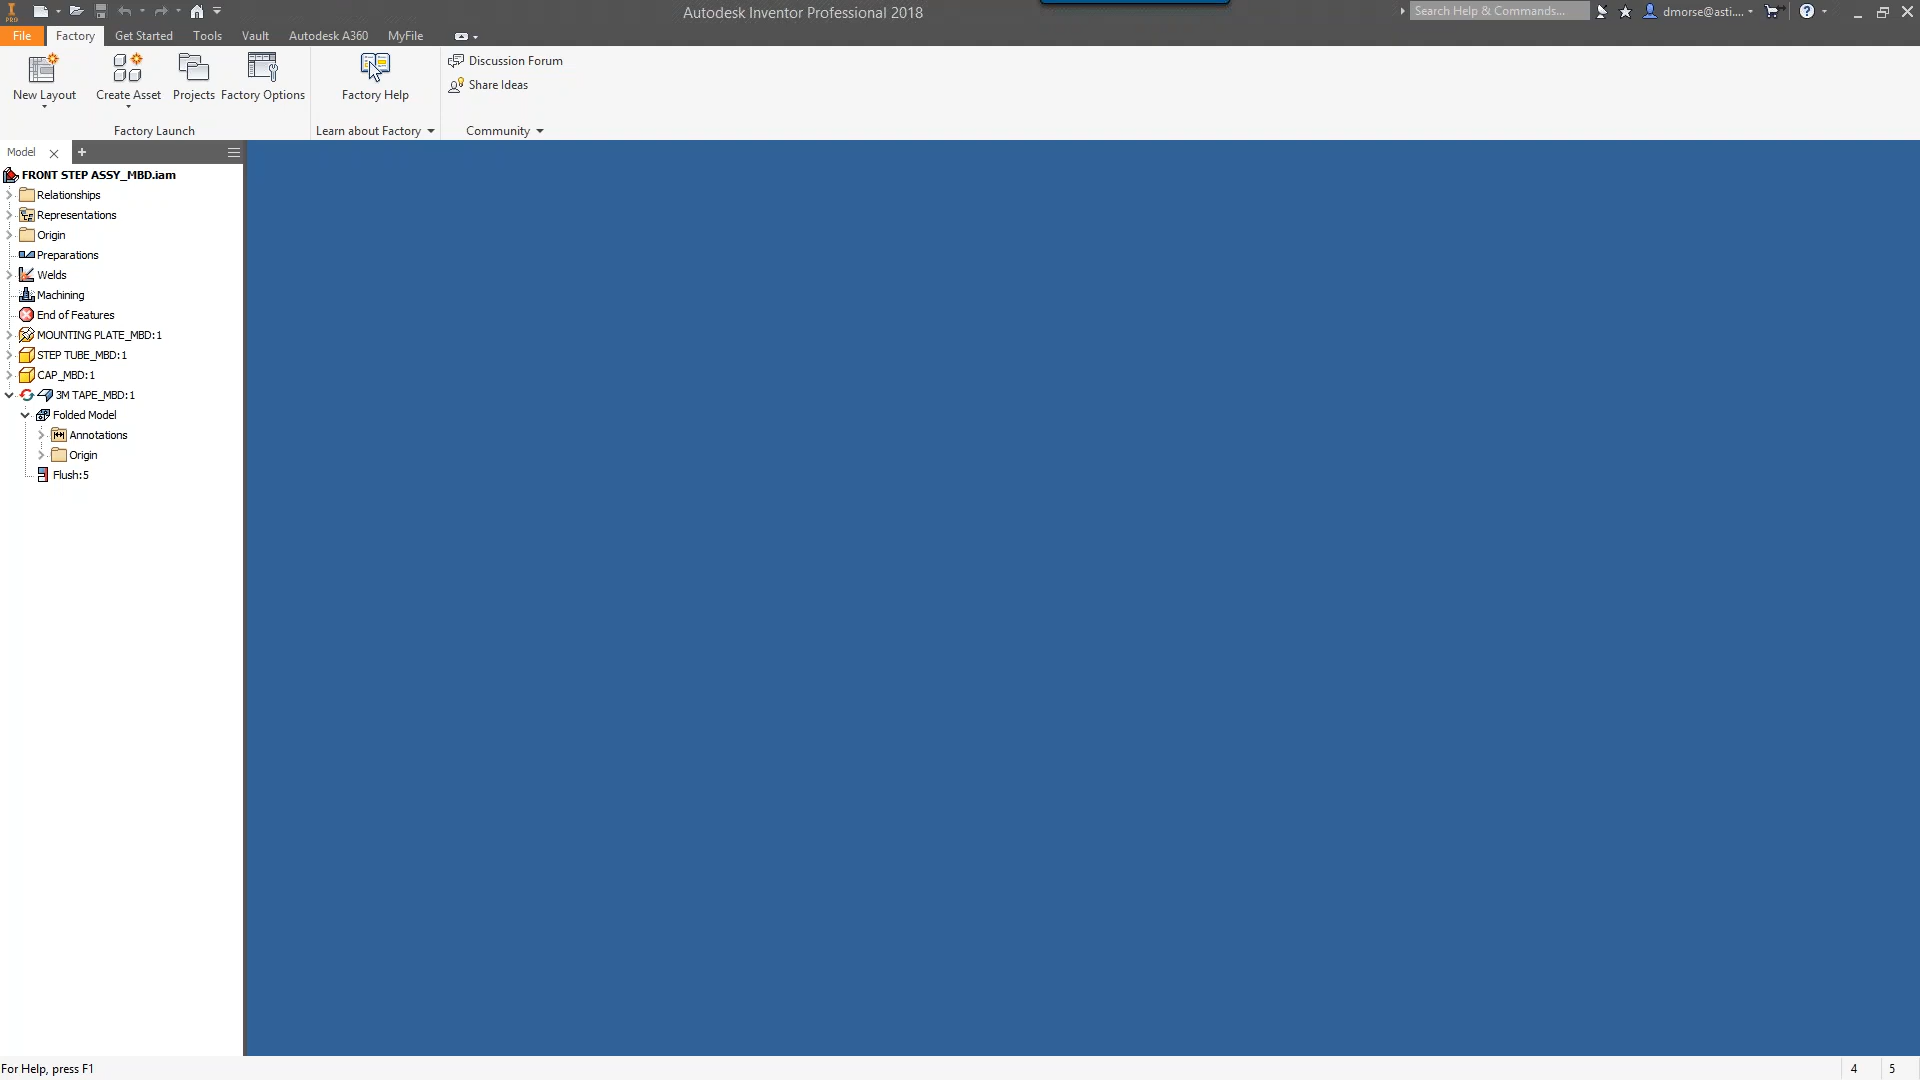 Autodesk Inventor Professional 2018
Search Help & Commands...
dmorse@asti....
PRO
File Factory Get Started Tools Vault Autodesk A360 MyFile
New Layout
Create Asset
Projects
Factory Options
Factory Launch
Factory Help
Learn about Factory
Discussion Forum
Share Ideas
Community
Model
FRONT STEP ASSY_MBD.iam
Relationships
Representations
Origin
Preparations
Welds
Machining
End of Features
MOUNTING PLATE_MBD:1
STEP TUBE_MBD:1
CAP_MBD:1
3M TAPE_MBD:1
Folded Model
Annotations
Origin
Flush:5
For Help, press F1
4 5